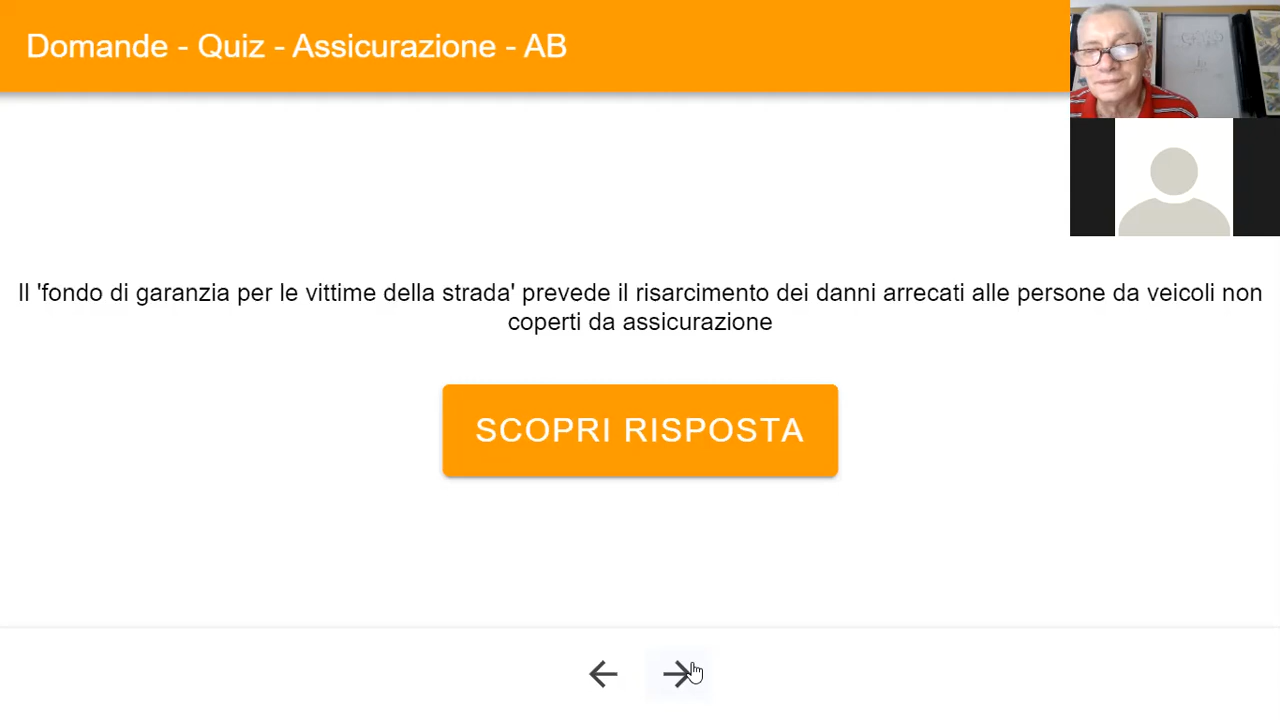 Domande - Quiz - Assicurazione - AB
Il 'fondo di garanzia per le vittime della strada' prevede il risarcimento dei danni arrecati alle persone da veicoli non
coperti da assicurazione
SCOPRI RISPOSTA